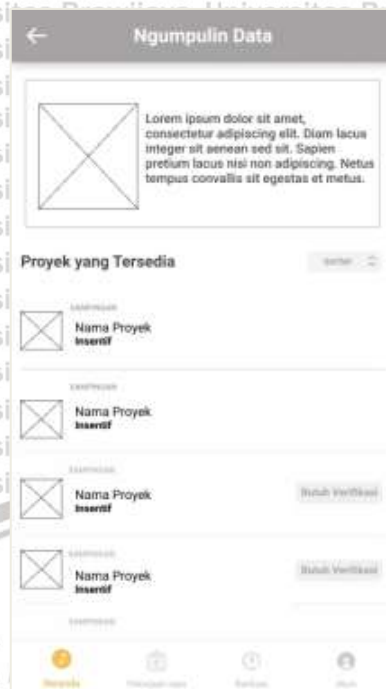 Ngumpulin Data
Lorem ipsum dolor sit amet,
consectetur adipiscing elit. Diam lacus
integer sit aenean sed sit. Sapien
pretium lacus nisi non adipiscing. Netus
tempus convallis sit egestas et metus.
Proyek yang Tersedia
Nama Proyek
Insentif
Nama Proyek
Insentif
Nama Proyek
Insentif
Butuh Verifikasi
Nama Proyek
Insentif
Butuh Verifikasi
Beranda